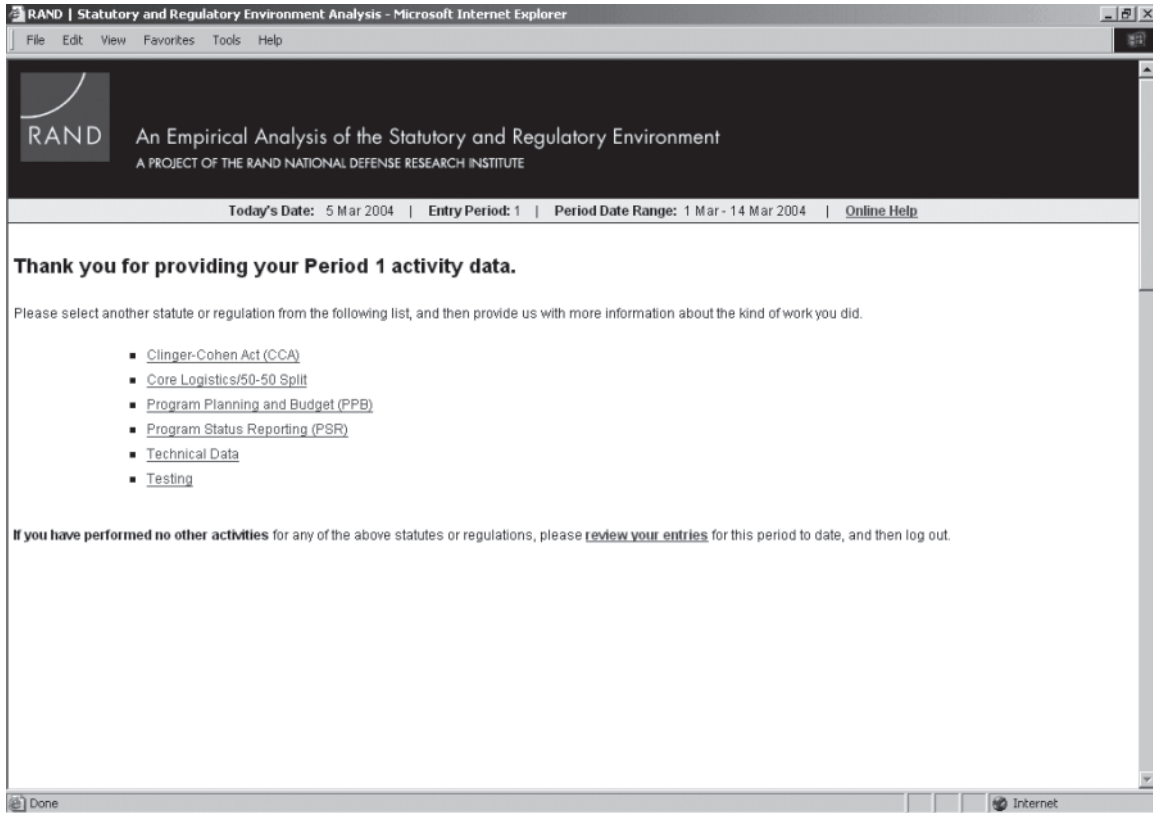 RAND | Statutory and Regulatory Environment Analysis - Microsoft Internet Explorer
File Edit View Favorites Tools Help
RAND
An Empirical Analysis of the Statutory and Regulatory Environment
A PROJECT OF THE RAND NATIONAL DEFENSE RESEARCH INSTITUTE
Today's Date: 5 Mar 2004 | Entry Period: 1 | Period Date Range: 1 Mar - 14 Mar 2004 | Online Help
Thank you for providing your Period 1 activity data.
Please select another statute or regulation from the following list, and then provide us with more information about the kind of work you did.
Clinger-Cohen Act (CCA)
Core Logistics/50-50 Split
Program Planning and Budget (PPB)
Program Status Reporting (PSR)
Technical Data
Testing
If you have performed no other activities for any of the above statutes or regulations, please review your entries for this period to date, and then log out.
Done
Internet